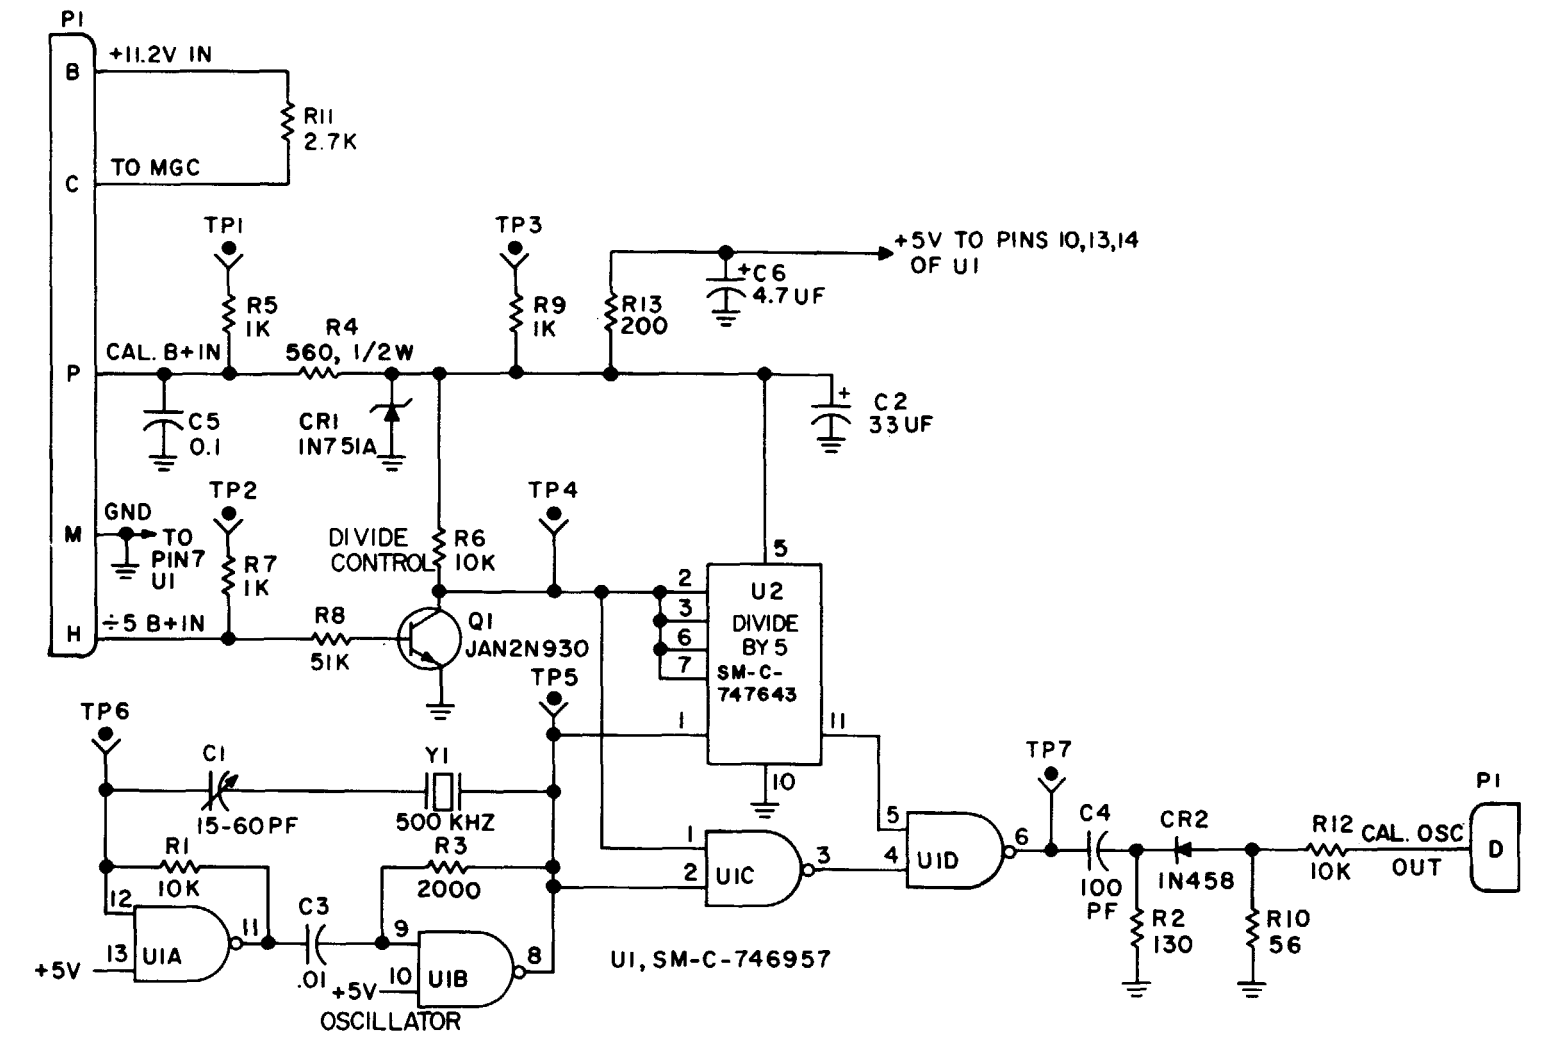 P1
B
+11.2V IN
R11
2.7K
C
TO MGC
TP1
TP3
+5V TO PINS 10,13,14
OF U1
+C6
4.7UF
R5
1K
R9
1K
R13
200
R4
560, 1/2W
P
CAL. B+IN
C5
0.1
CR1
1N751A
+
C2
33UF
TP2
TP4
M
GND
TO
PIN7
U1
R7
1K
DIVIDE
CONTROL
R6
10K
5
2
3
6
7
1
U2
DIVIDE
BY 5
SM-C-
747643
11
10
H
÷5 B+IN
R8
51K
Q1
JAN2N930
TP5
TP6
C1
15-60PF
Y1
500 KHZ
R1
10K
R3
2000
12
13
+5V
U1A
11
C3
.01
9
10
+5V
U1B
8
OSCILLATOR
1
2
U1C
3
5
4
U1D
6
TP7
C4
100
PF
CR2
1N458
R2
130
R10
56
R12
10K
CAL. OSC
OUT
P1
D
U1, SM-C-746957